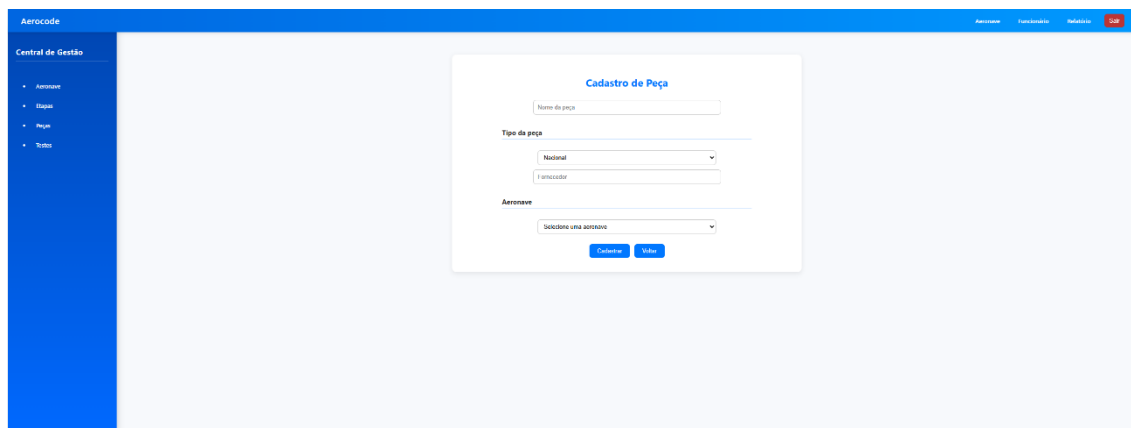 Aerocode
Aeronave Funcionário Relatório Sair
Central de Gestão
Aeronave
Etapas
Peças
Testes
Cadastro de Peça
Nome da peça
Tipo da peça
Nacional
Fornecedor
Aeronave
Selecione uma aeronave
Cadastrar Voltar